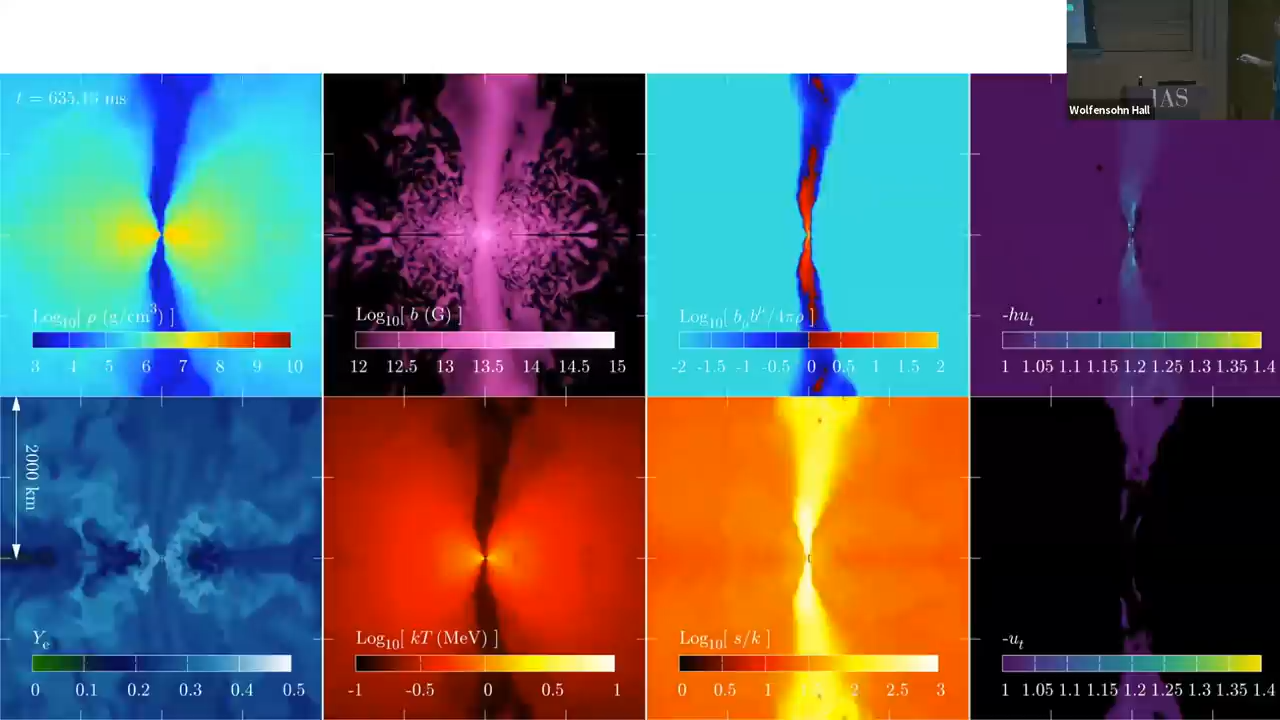 IAS
Wolfensohn Hall
t = 635.15 ms
Log₁₀[ ρ (g/cm³) ]
3 4 5 6 7 8 9 10
Log₁₀[ b (G) ]
12 12.5 13 13.5 14 14.5 15
Log₁₀[ bμbμ/4πρ ]
-2 -1.5 -1 -0.5 0 0.5 1 1.5 2
-huₜ
1 1.05 1.1 1.15 1.2 1.25 1.3 1.35 1.4
2000 km
Yₑ
0 0.1 0.2 0.3 0.4 0.5
Log₁₀[ kT (MeV) ]
-1 -0.5 0 0.5 1
Log₁₀[ s/k ]
0 0.5 1 1.5 2 2.5 3
-uₜ
1 1.05 1.1 1.15 1.2 1.25 1.3 1.35 1.4